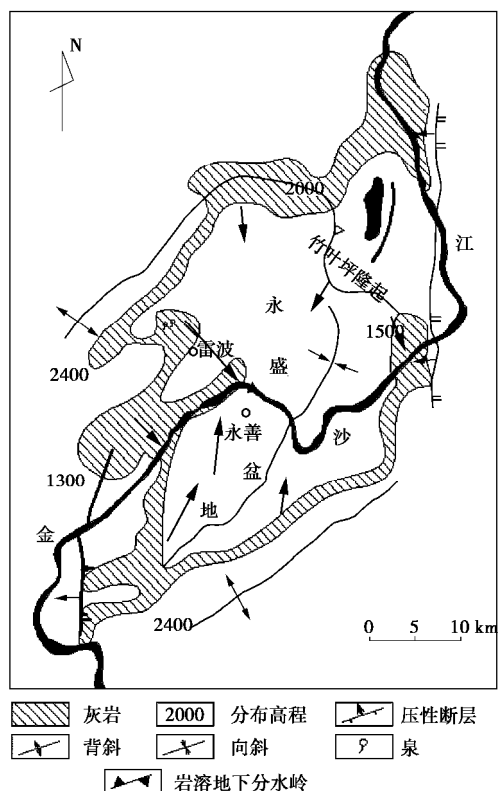 N
2000
竹叶坪隆起
江
永
1500
雷波
盛
2400
永善
沙
盆
1300
地
金
2400
0 5 10 km
灰岩 2000 分布高程 压性断层
背斜 向斜 泉
岩溶地下分水岭